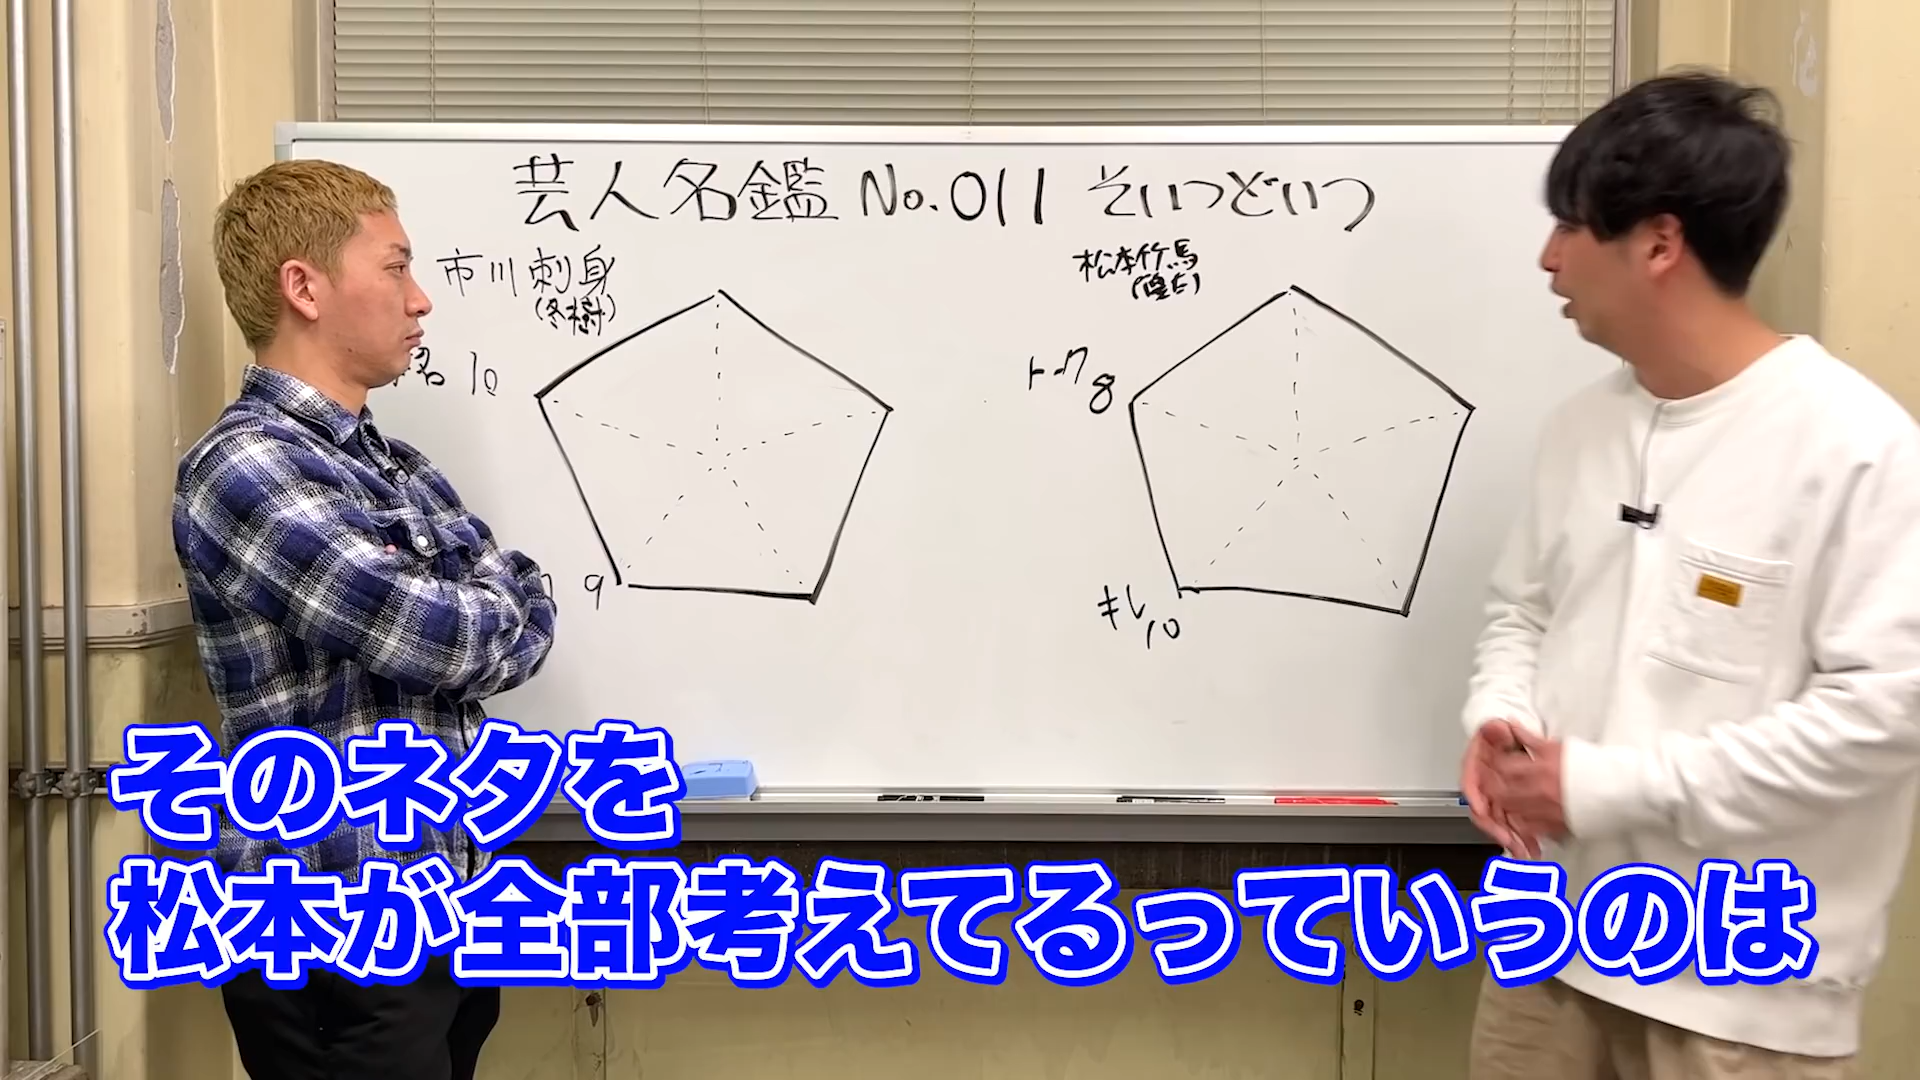 芸人名鑑 No.011 そいつどいつ
市川刺身
(冬樹)
松本竹馬
10
トーク 8
9
キレ 10
そのネタを
松本が全部考えてるっていうのは